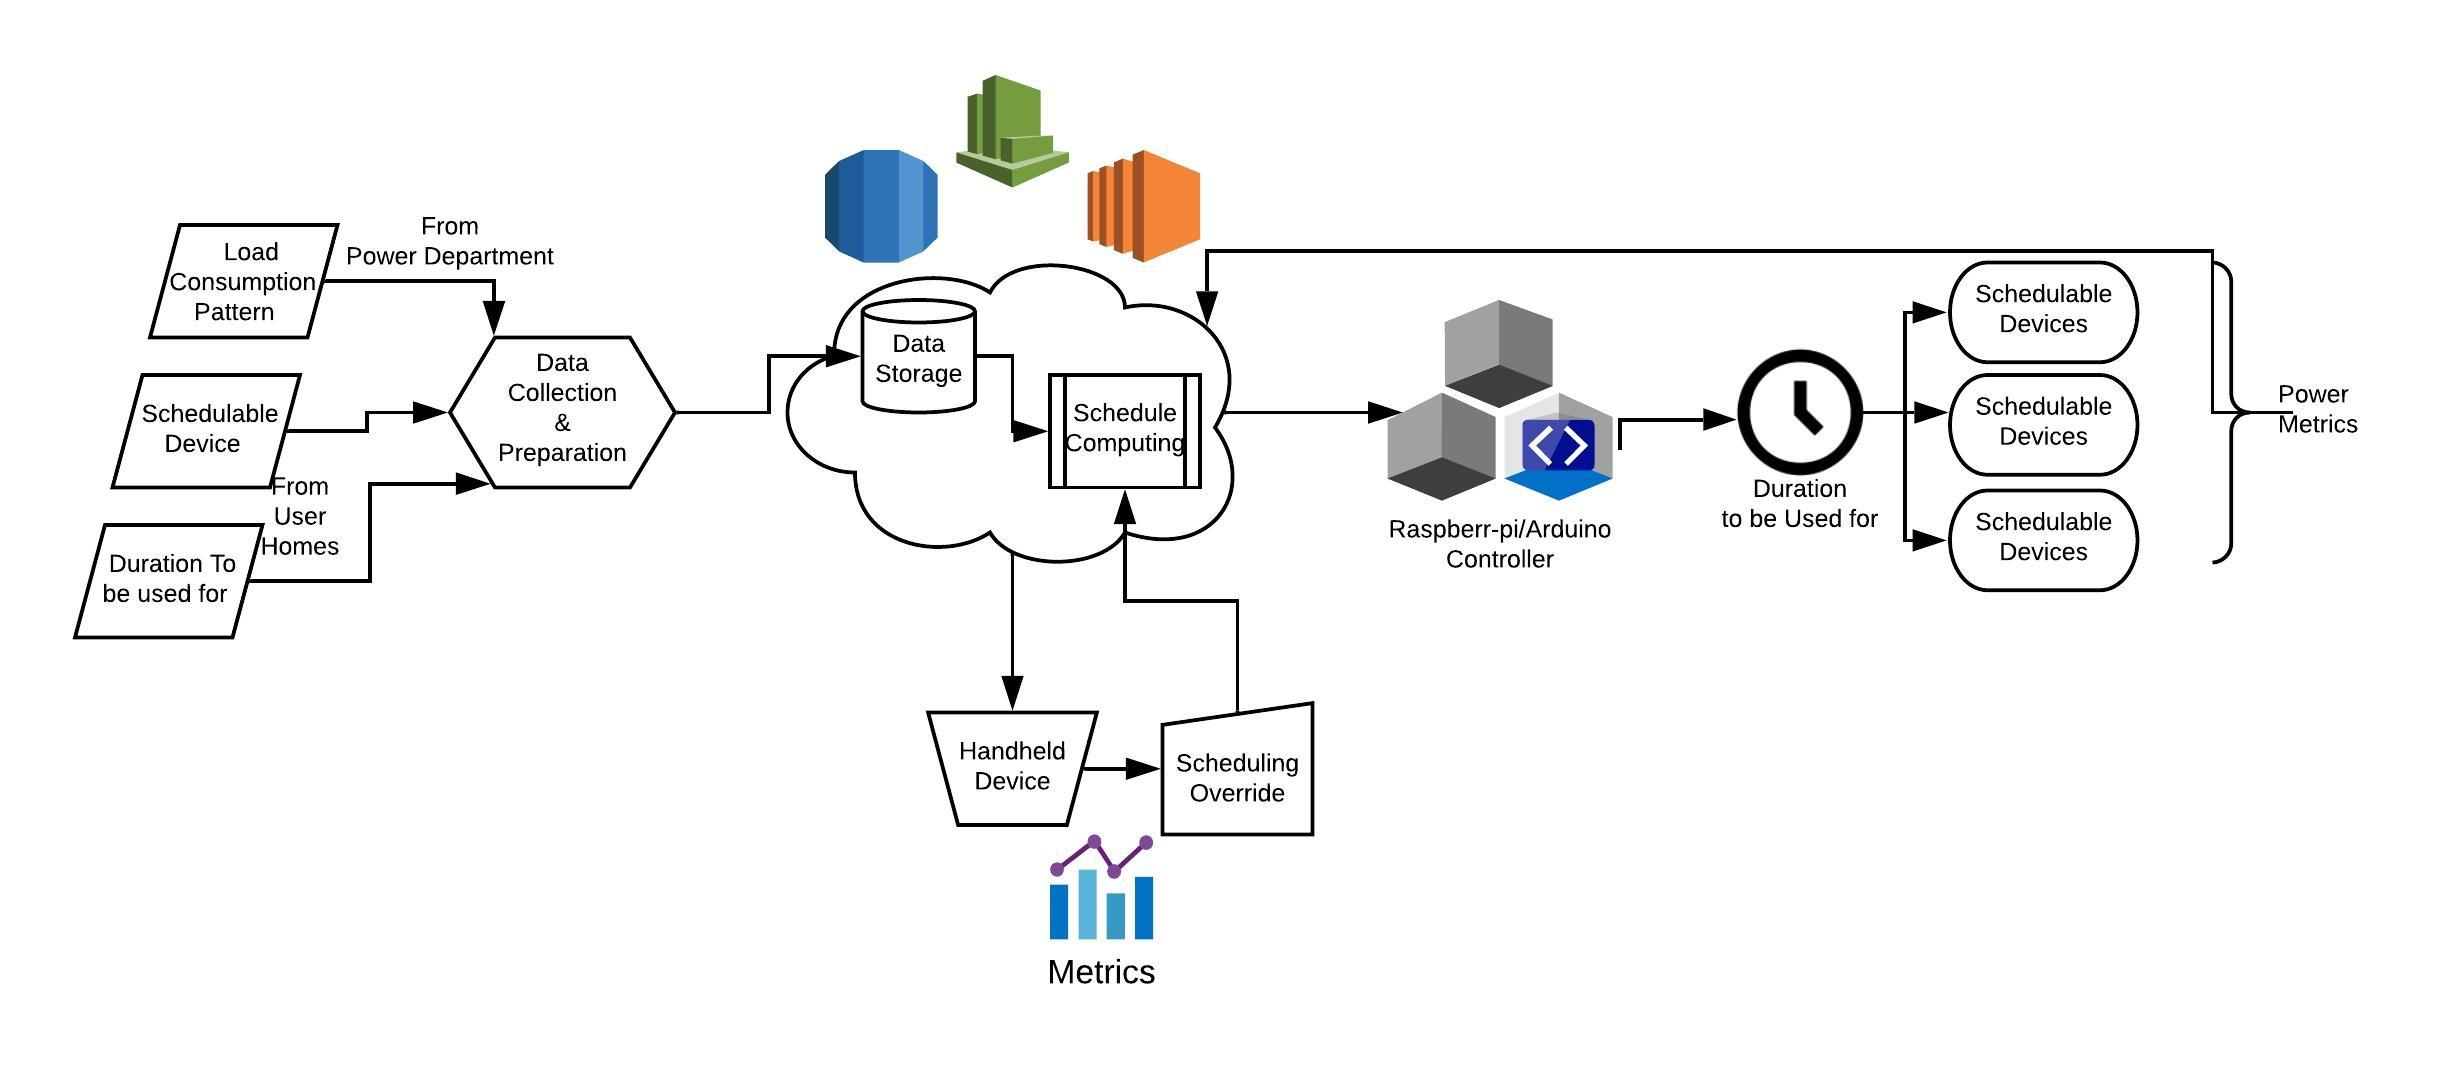 Load
Consumption
Pattern
From
Power Department
Schedulable
Device
From
User
Homes
Duration To
be used for
Data
Collection
&
Preparation
Data
Storage
Schedule
Computing
Handheld
Device
Scheduling
Override
Metrics
Raspberr-pi/Arduino
Controller
Duration
to be Used for
Schedulable
Devices
Schedulable
Devices
Schedulable
Devices
Power
Metrics